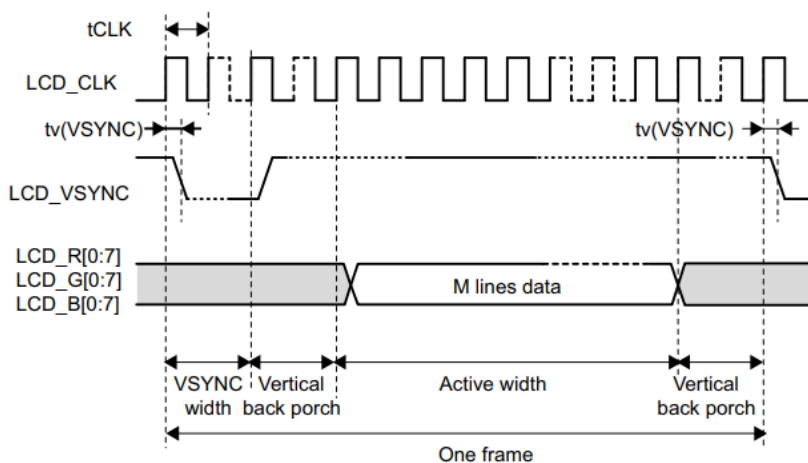 tCLK
LCD_CLK
tv(VSYNC)
tv(VSYNC)
LCD_VSYNC
LCD_R[0:7]
LCD_G[0:7]
LCD_B[0:7]
M lines data
VSYNC width
Vertical back porch
Active width
Vertical back porch
One frame